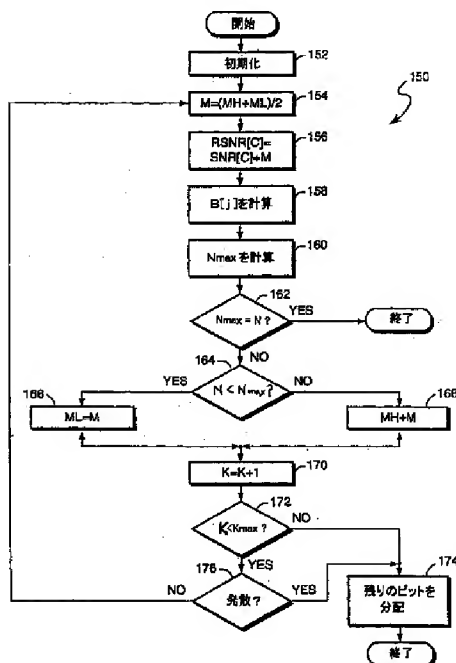 開始
初期化
152
150
M=(MH+ML)/2
154
RSNR[C]=
SNR[C]+M
156
B[j]を計算
158
Nmaxを計算
160
162
Nmax = N?
YES
終了
NO
164
N < Nmax?
YES
NO
166
ML=M
168
MH+M
K=K+1
170
172
K<Kmax ?
NO
YES
176
発散?
NO
YES
174
残りのビットを
分配
終了